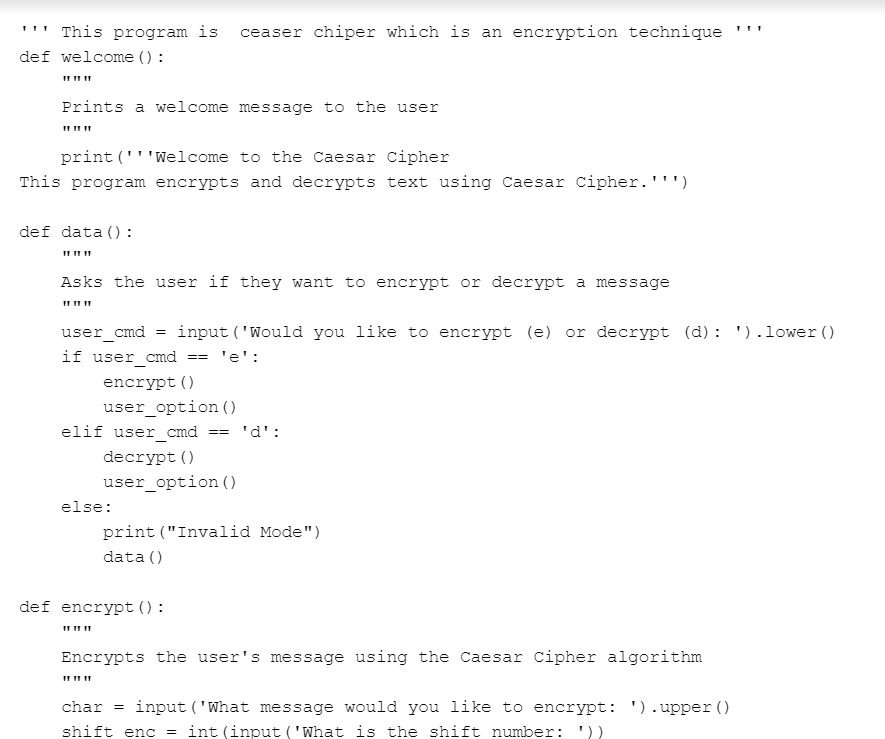 ''' This program is  ceaser chiper which is an encryption technique '''
def welcome():
    """
    Prints a welcome message to the user
    """
    print('''Welcome to the Caesar Cipher
This program encrypts and decrypts text using Caesar Cipher.''')

def data():
    """
    Asks the user if they want to encrypt or decrypt a message
    """
    user_cmd = input('Would you like to encrypt (e) or decrypt (d): ').lower()
    if user_cmd == 'e':
        encrypt()
        user_option()
    elif user_cmd == 'd':
        decrypt()
        user_option()
    else:
        print("Invalid Mode")
        data()

def encrypt():
    """
    Encrypts the user's message using the Caesar Cipher algorithm
    """
    char = input('What message would you like to encrypt: ').upper()
    shift_enc = int(input('What is the shift number: '))